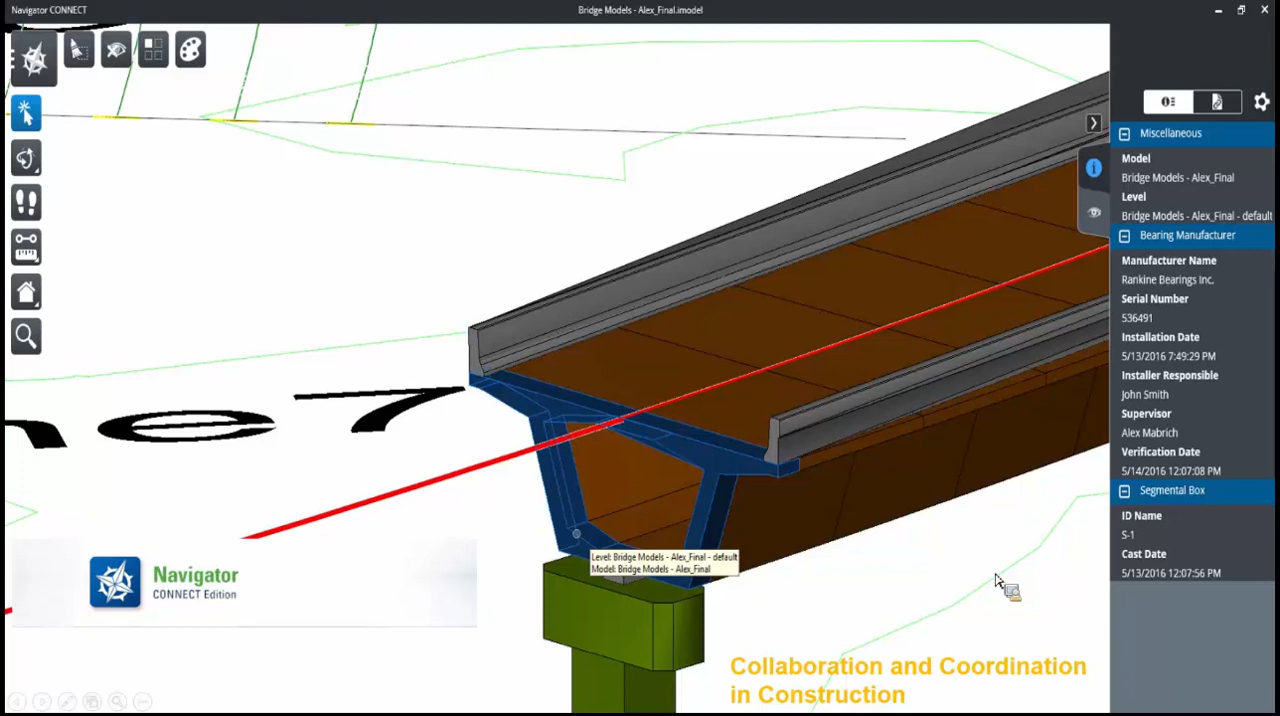 Navigator CONNECT
Bridge Models - Alex_Final.imodel
Miscellaneous
Model
Bridge Models - Alex_Final
Level
Bridge Models - Alex_Final - default
Bearing Manufacturer
Manufacturer Name
Rankine Bearings Inc.
Serial Number
536491
Installation Date
5/13/2016 7:49:29 PM
Installer Responsible
John Smith
Supervisor
Alex Mabrich
Verification Date
5/14/2016 12:07:08 PM
Segmental Box
ID Name
S-1
Cast Date
5/13/2016 12:07:56 PM
ne7
Level: Bridge Models - Alex_Final - default
Model: Bridge Models - Alex_Final
Navigator
CONNECT Edition
Collaboration and Coordination
in Construction